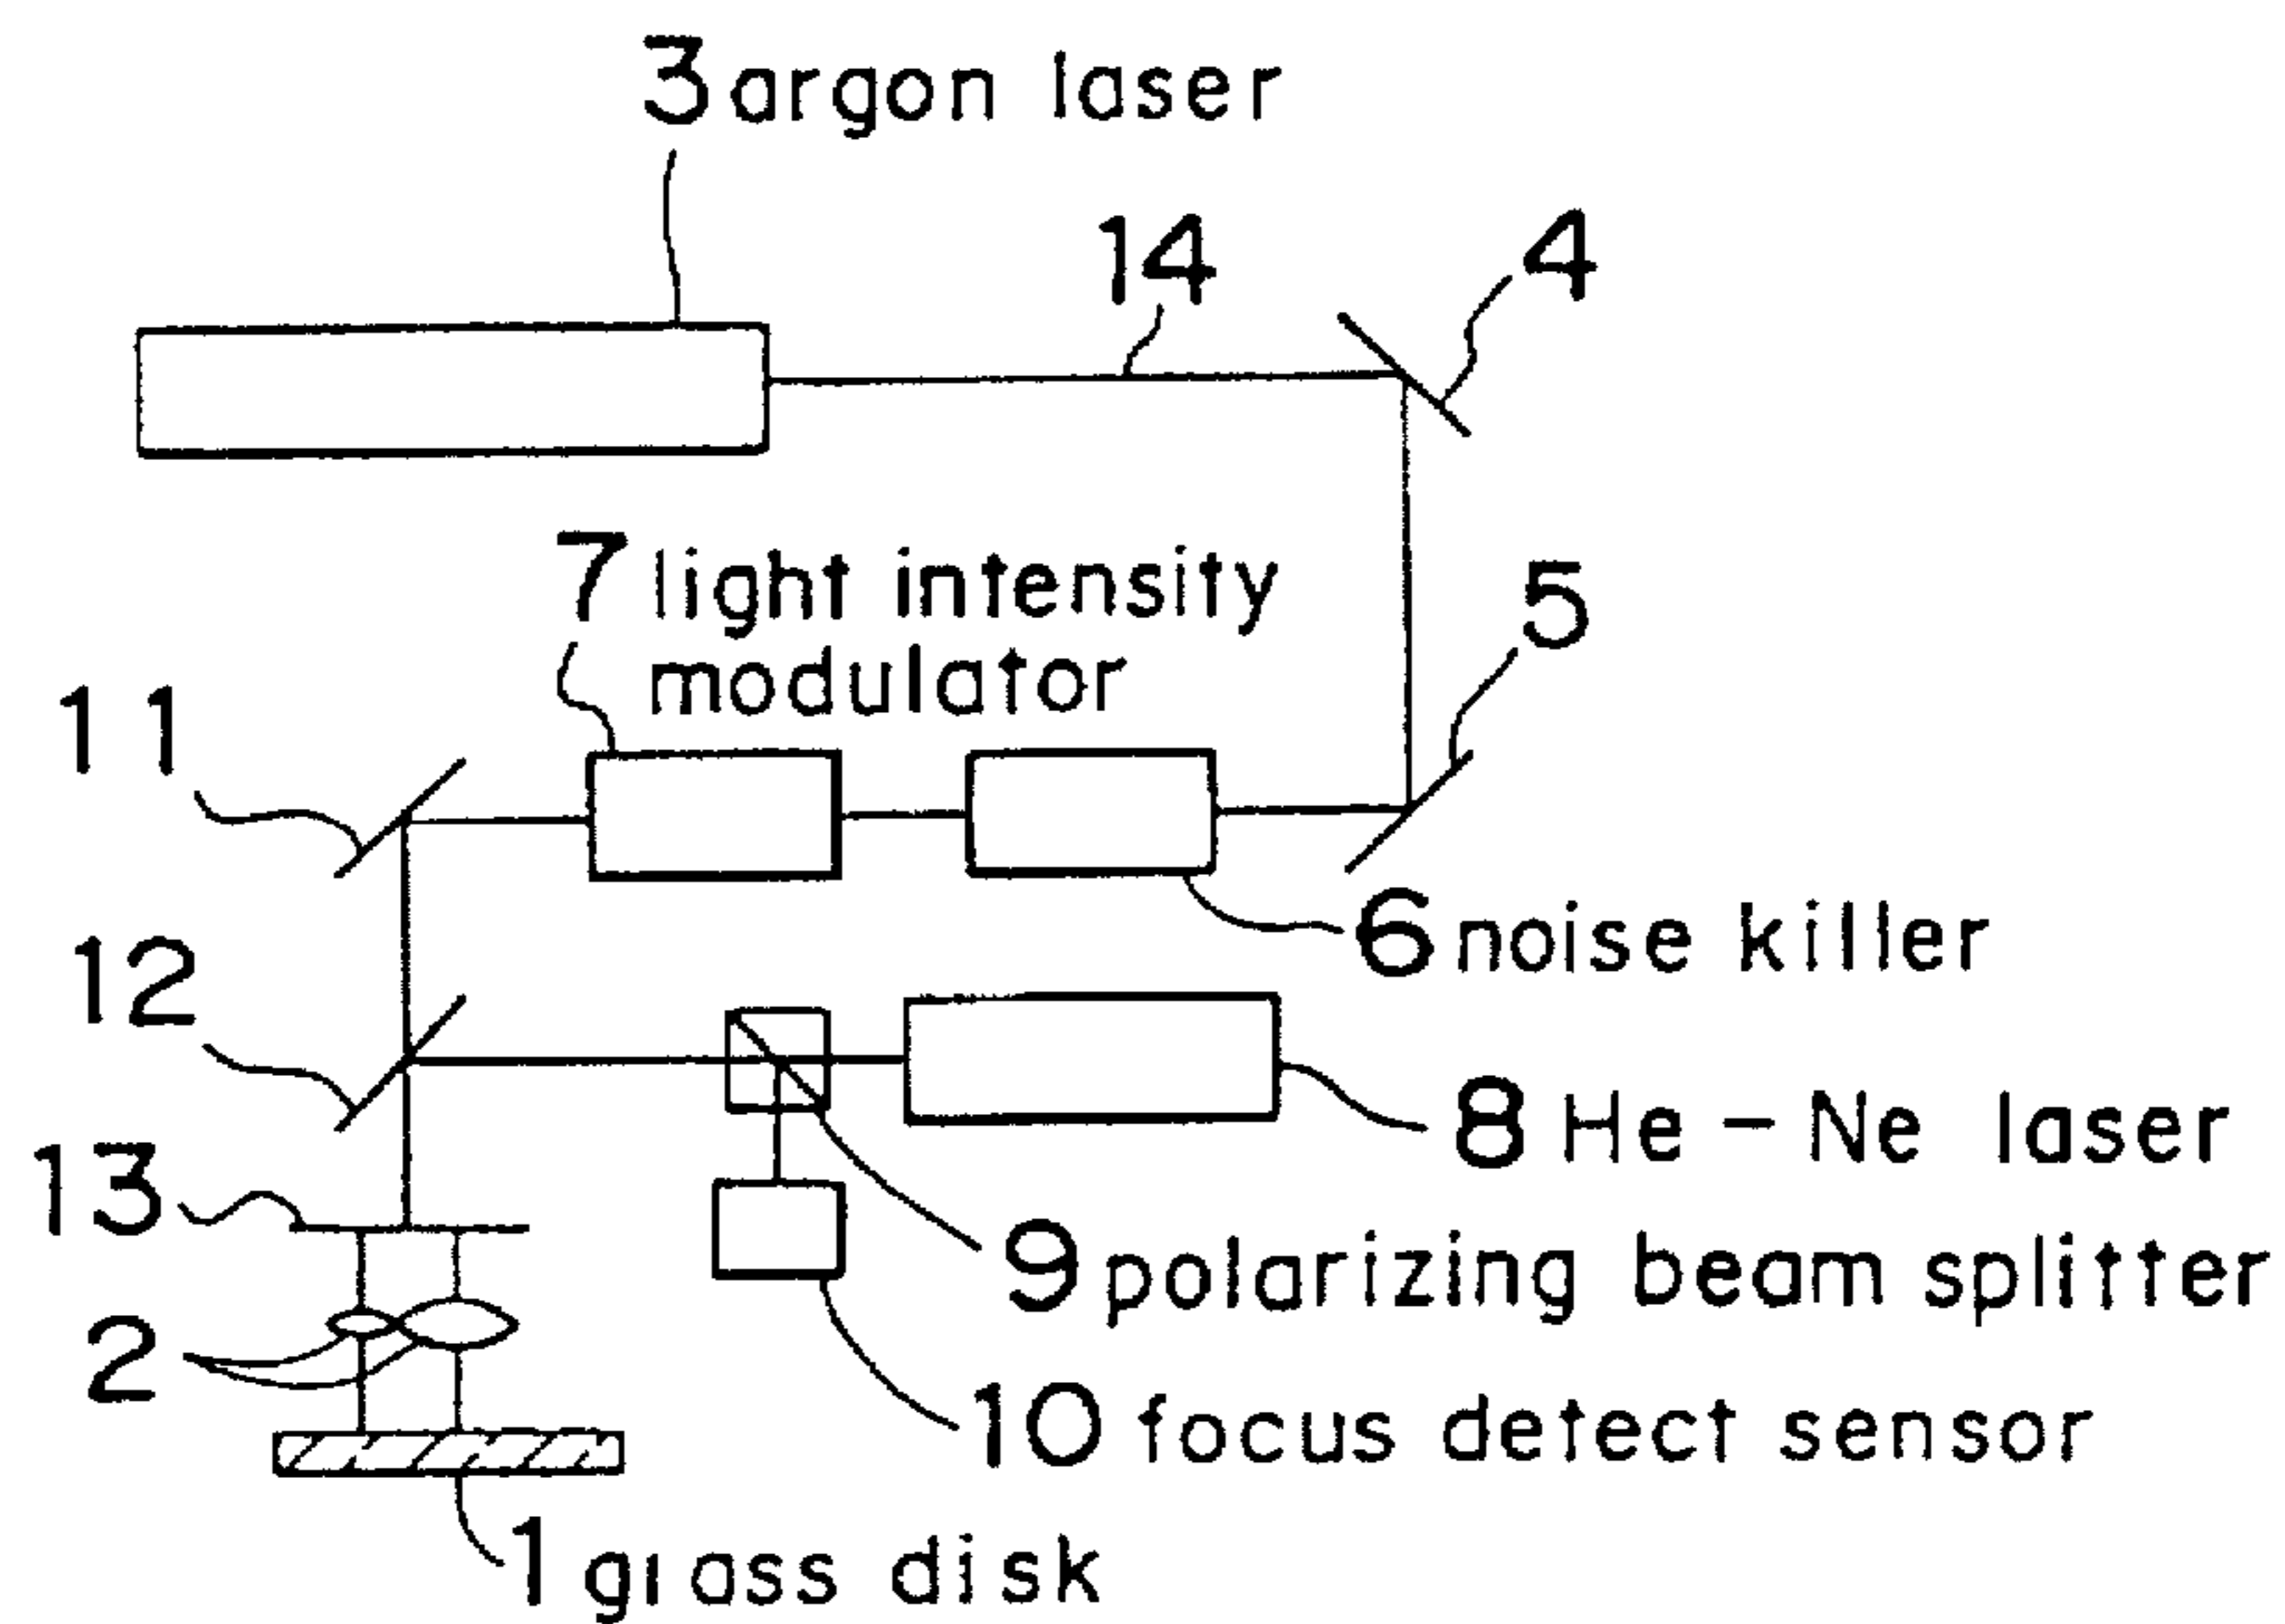 3 argon laser
14
4
7 light intensity
modulator
5
11
6 noise killer
12
8 He-Ne laser
13
9 polarizing beam splitter
2
10 focus detect sensor
1 glass disk